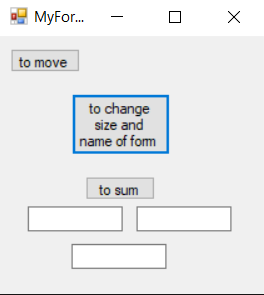 MyFor...
to move
to change
size and
name of form
to sum